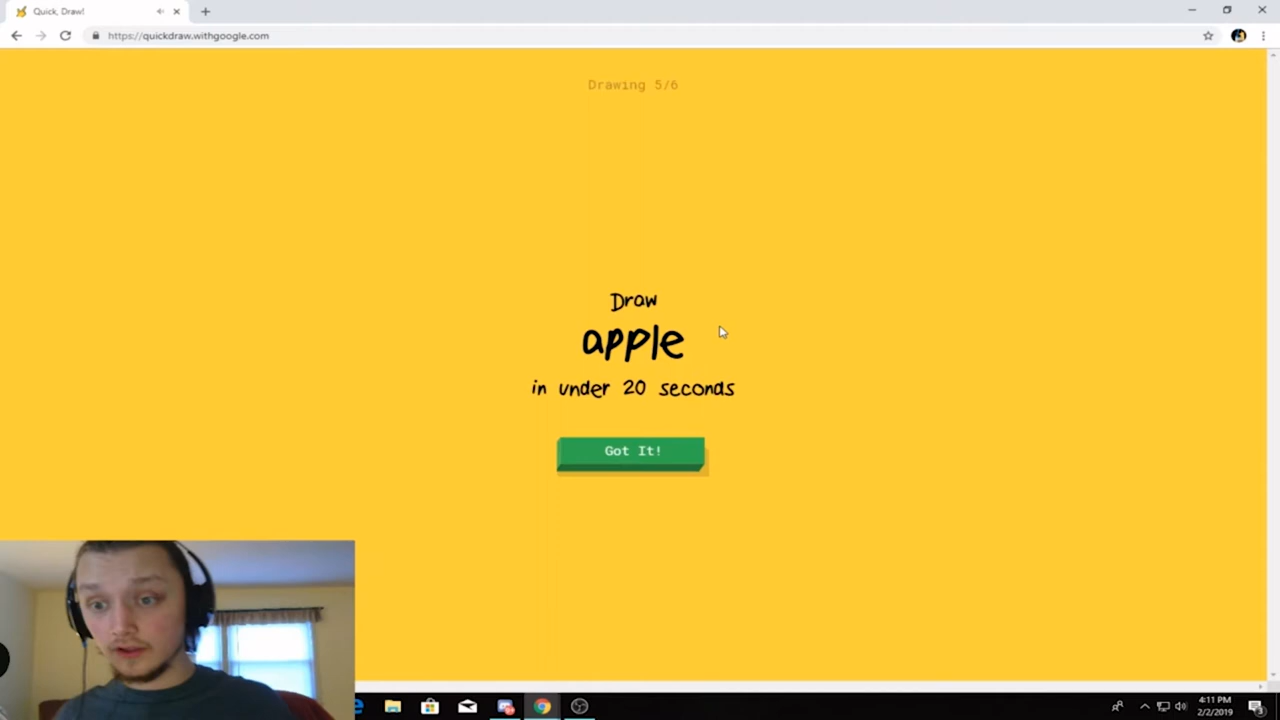 Quick, Draw!
https://quickdraw.withgoogle.com
Drawing 5/6
Draw
apple
in under 20 seconds
Got It!
4:11 PM
2/2/2019
3